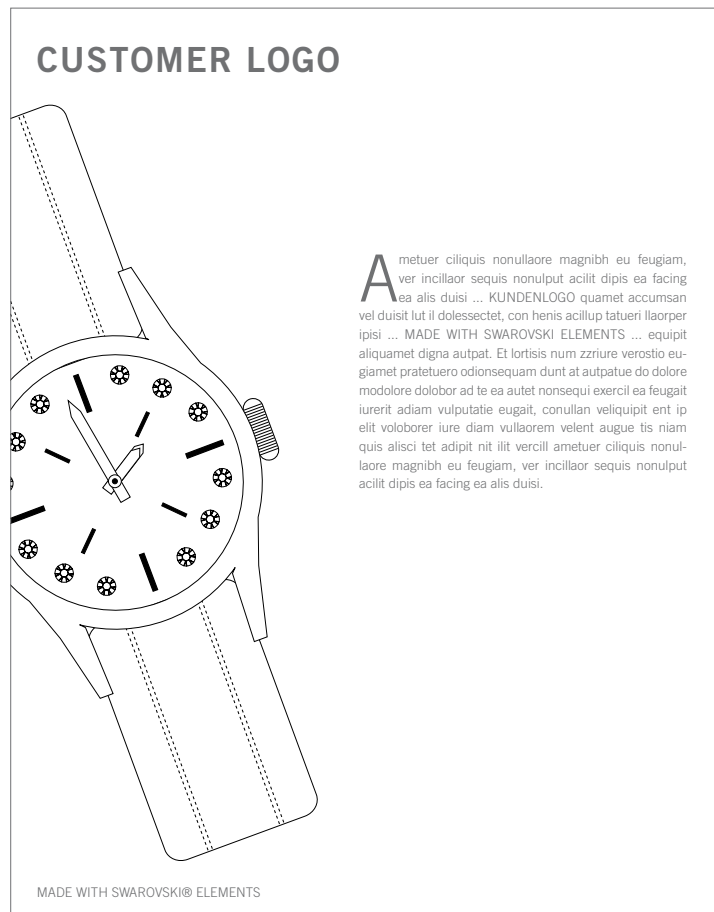 CUSTOMER LOGO
Ametuer ciliquis nonullaore magnibh eu feugiam,
ver incillaor sequis nonulput acilit dipis ea facing
ea alis duisi ... KUNDENLOGO quamet accumsan
vel duisit lut il dolessectet, con henis acillup tatueri llaorper
ipisi ... MADE WITH SWAROVSKI ELEMENTS ... equipit
aliquamet digna autpat. Et lortisis num zzriure verostio eu-
giamet pratetuero odionsequam dunt at autpatue do dolore
modolore dolobor ad te ea autet nonsequi exercil ea feugait
iurerit adiam vulputatie eugait, conullan veliquipit ent ip
elit voloborer iure diam vullaorem velent augue tis niam
quis alisci tet adipit nit ilit vercill ametuer ciliquis nonul-
laore magnibh eu feugiam, ver incillaor sequis nonulput
acilit dipis ea facing ea alis duisi.
MADE WITH SWAROVSKI® ELEMENTS